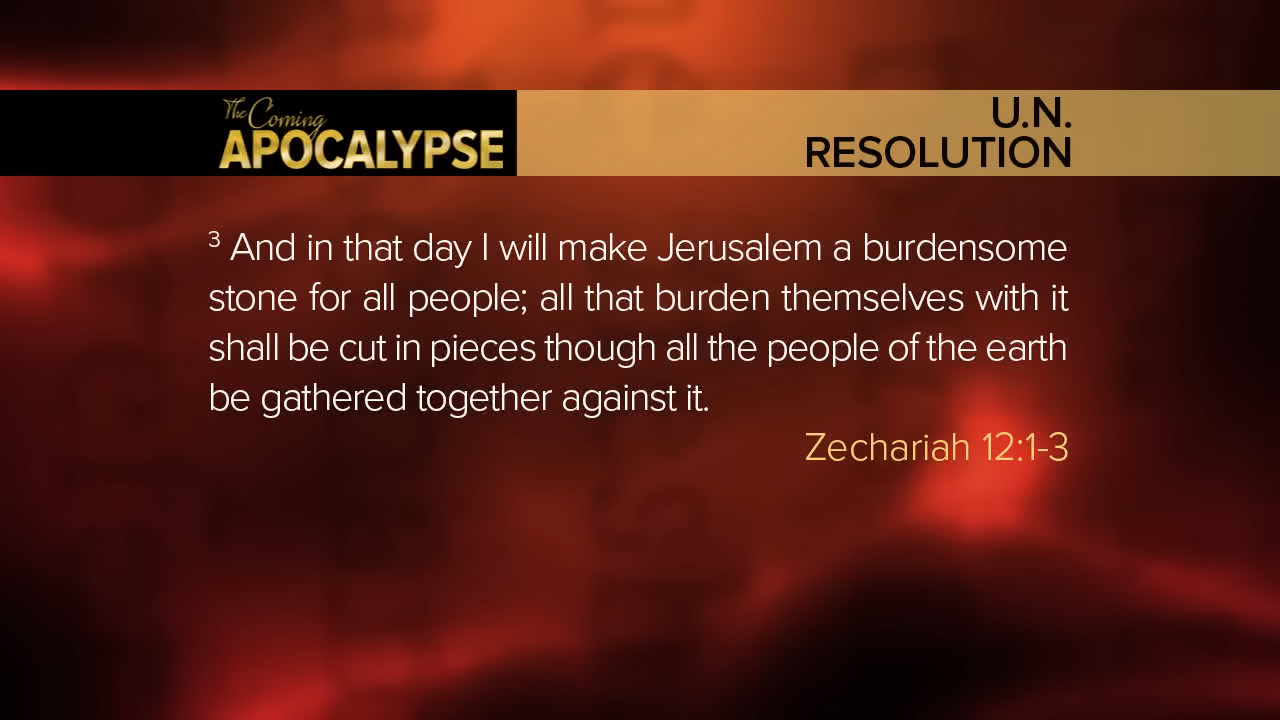 The Coming
APOCALYPSE
U.N.
RESOLUTION
3 And in that day I will make Jerusalem a burdensome
stone for all people; all that burden themselves with it
shall be cut in pieces though all the people of the earth
be gathered together against it.
Zechariah 12:1-3